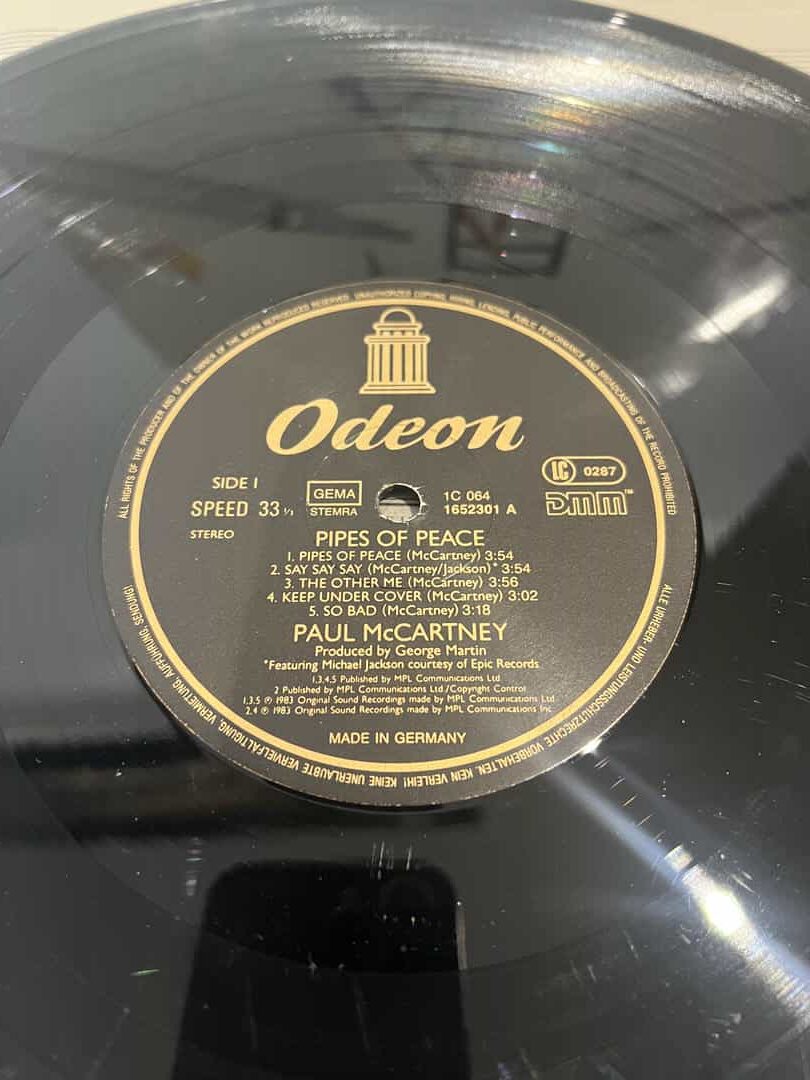 ALL RIGHTS OF THE PRODUCER AND OF THE OWNER OF THE WORK REPRODUCED RESERVED. UNAUTHORIZED COPYING, HIRING, LENDING, PUBLIC PERFORMANCE AND BROADCASTING OF THE RECORD PROHIBITED
Odeon
SIDE 1
SPEED 33 1/3
STEREO
GEMA
STEMRA
1C 064
1652301 A
LC 0287
DMM™
PIPES OF PEACE
1. PIPES OF PEACE (McCartney) 3:54
2. SAY SAY SAY (McCartney/Jackson)* 3:54
3. THE OTHER ME (McCartney) 3:56
4. KEEP UNDER COVER (McCartney) 3:02
5. SO BAD (McCartney) 3:18
PAUL McCARTNEY
Produced by George Martin
*Featuring Michael Jackson courtesy of Epic Records
1,3,4,5 Published by MPL Communications Ltd
2 Published by MPL Communications Ltd/Copyright Control
1,3,5 ℗ 1983 Original Sound Recordings made by MPL Communications Ltd
2,4 ℗ 1983 Original Sound Recordings made by MPL Communications Inc
MADE IN GERMANY
ALLE URHEBER- UND LEISTUNGSSCHUTZRECHTE VORBEHALTEN. KEIN VERLEIH! KEINE UNERLAUBTE VERVIELFÄLTIGUNG, VERMIETUNG, AUFFÜHRUNG, SENDUNG!